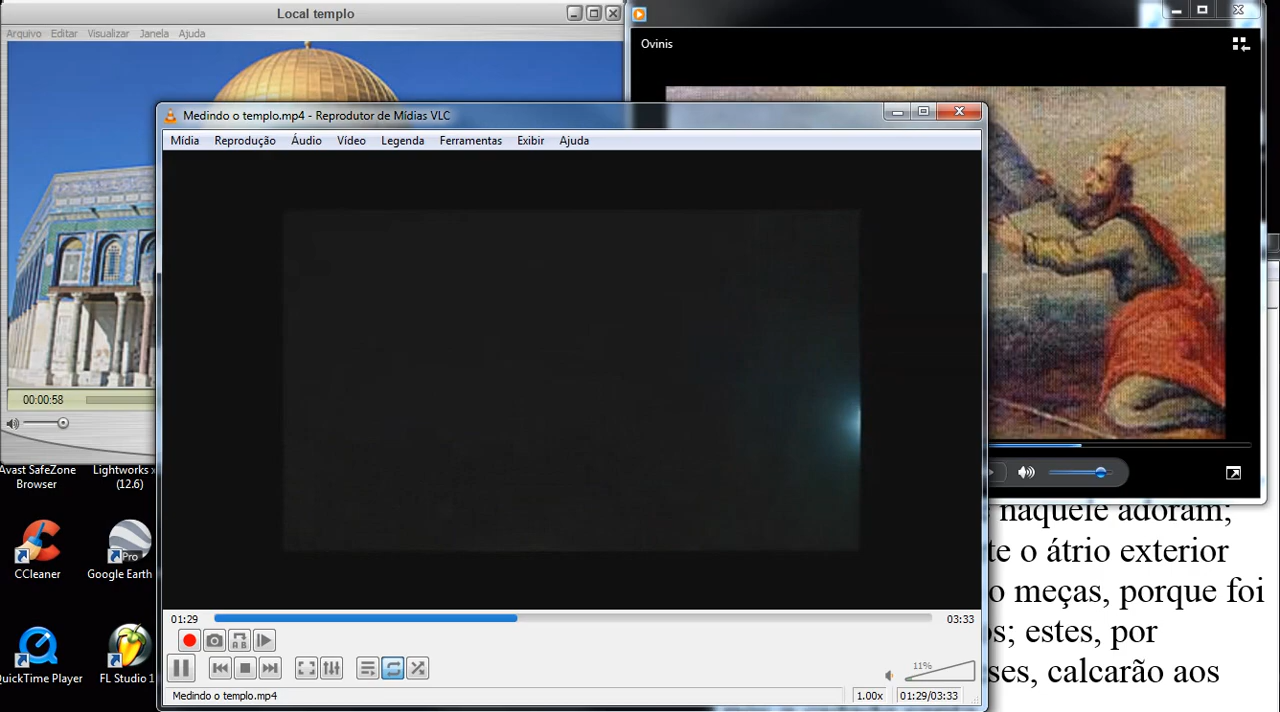 Local templo
Arquivo Editar Visualizar Janela Ajuda
00:00:58
Ovinis
Medindo o templo.mp4 - Reprodutor de Mídias VLC
Mídia Reprodução Áudio Vídeo Legenda Ferramentas Exibir Ajuda
01:29
03:33
11%
Medindo o templo.mp4
1.00x
01:29/03:33
Avast SafeZone
Browser
Lightworks x
(12.6)
CCleaner
Google Earth
Pro
QuickTime Player
FL Studio 1
naquele adoram;
te o átrio exterior
o meças, porque foi
os; estes, por
ses, calcarão aos